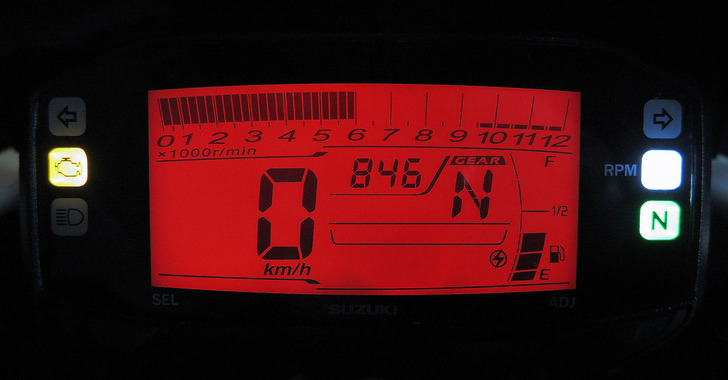 0 1 2 3 4 5 6 7 8 9 10 11 12
×1000r/min
GEAR
F
846
N
RPM
1/2
0
N
E
km/h
SEL
SUZUKI
ADJ